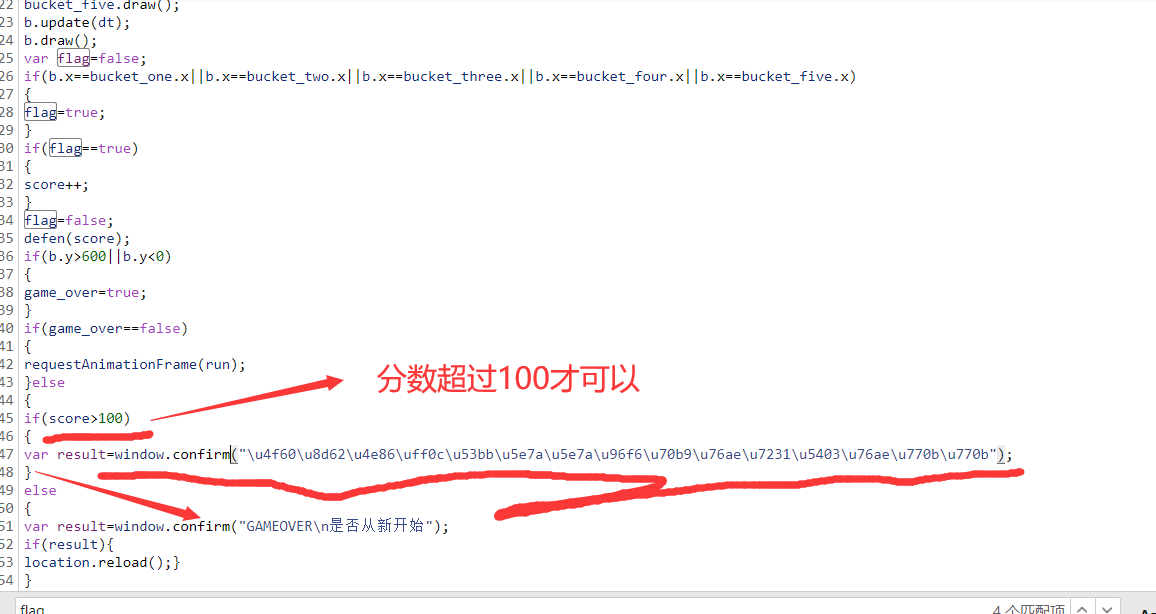 22 bucket_five.draw();
23 b.update(dt);
24 b.draw();
25 var flag=false;
26 if(b.x==bucket_one.x||b.x==bucket_two.x||b.x==bucket_three.x||b.x==bucket_four.x||b.x==bucket_five.x)
27 {
28 flag=true;
29 }
30 if(flag==true)
31 {
32 score++;
33 }
34 flag=false;
35 defen(score);
36 if(b.y>600||b.y<0)
37 {
38 game_over=true;
39 }
40 if(game_over==false)
41 {
42 requestAnimationFrame(run);
43 }else
44 {
分数超过100才可以
45 if(score>100)
46 {
47 var result=window.confirm("\u4f60\u8d62\u4e86\uff0c\u53bb\u5e7a\u5e7a\u96f6\u70b9\u76ae\u7231\u5403\u76ae\u770b\u770b");
48 }
49 else
50 {
51 var result=window.confirm("GAMEOVER\n是否从新开始");
52 if(result){
53 location.reload();}
54 }
flag
4 个匹配项